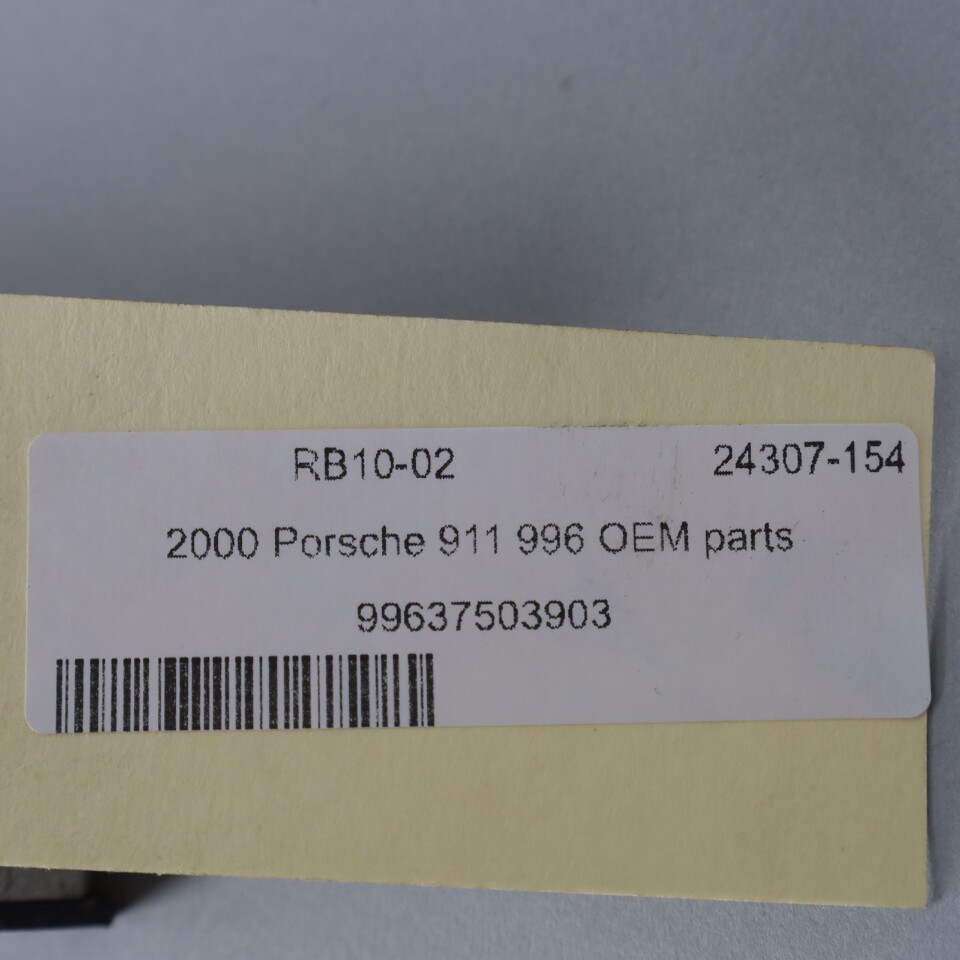 RB10-02 24307-154
2000 Porsche 911 996 OEM parts
99637503903